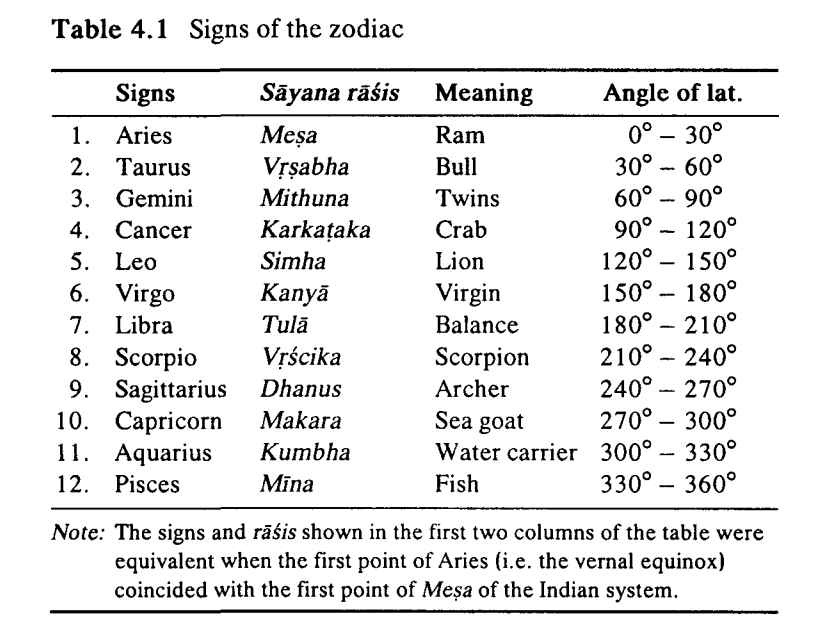 Table 4.1 Signs of the zodiac
Signs Sāyana rāśis Meaning Angle of lat.
1. Aries Meṣa Ram 0° – 30°
2. Taurus Vṛṣabha Bull 30° – 60°
3. Gemini Mithuna Twins 60° – 90°
4. Cancer Karkaṭaka Crab 90° – 120°
5. Leo Simha Lion 120° – 150°
6. Virgo Kanyā Virgin 150° – 180°
7. Libra Tulā Balance 180° – 210°
8. Scorpio Vṛścika Scorpion 210° – 240°
9. Sagittarius Dhanus Archer 240° – 270°
10. Capricorn Makara Sea goat 270° – 300°
11. Aquarius Kumbha Water carrier 300° – 330°
12. Pisces Mīna Fish 330° – 360°
Note: The signs and rāśis shown in the first two columns of the table were
equivalent when the first point of Aries (i.e. the vernal equinox)
coincided with the first point of Meṣa of the Indian system.